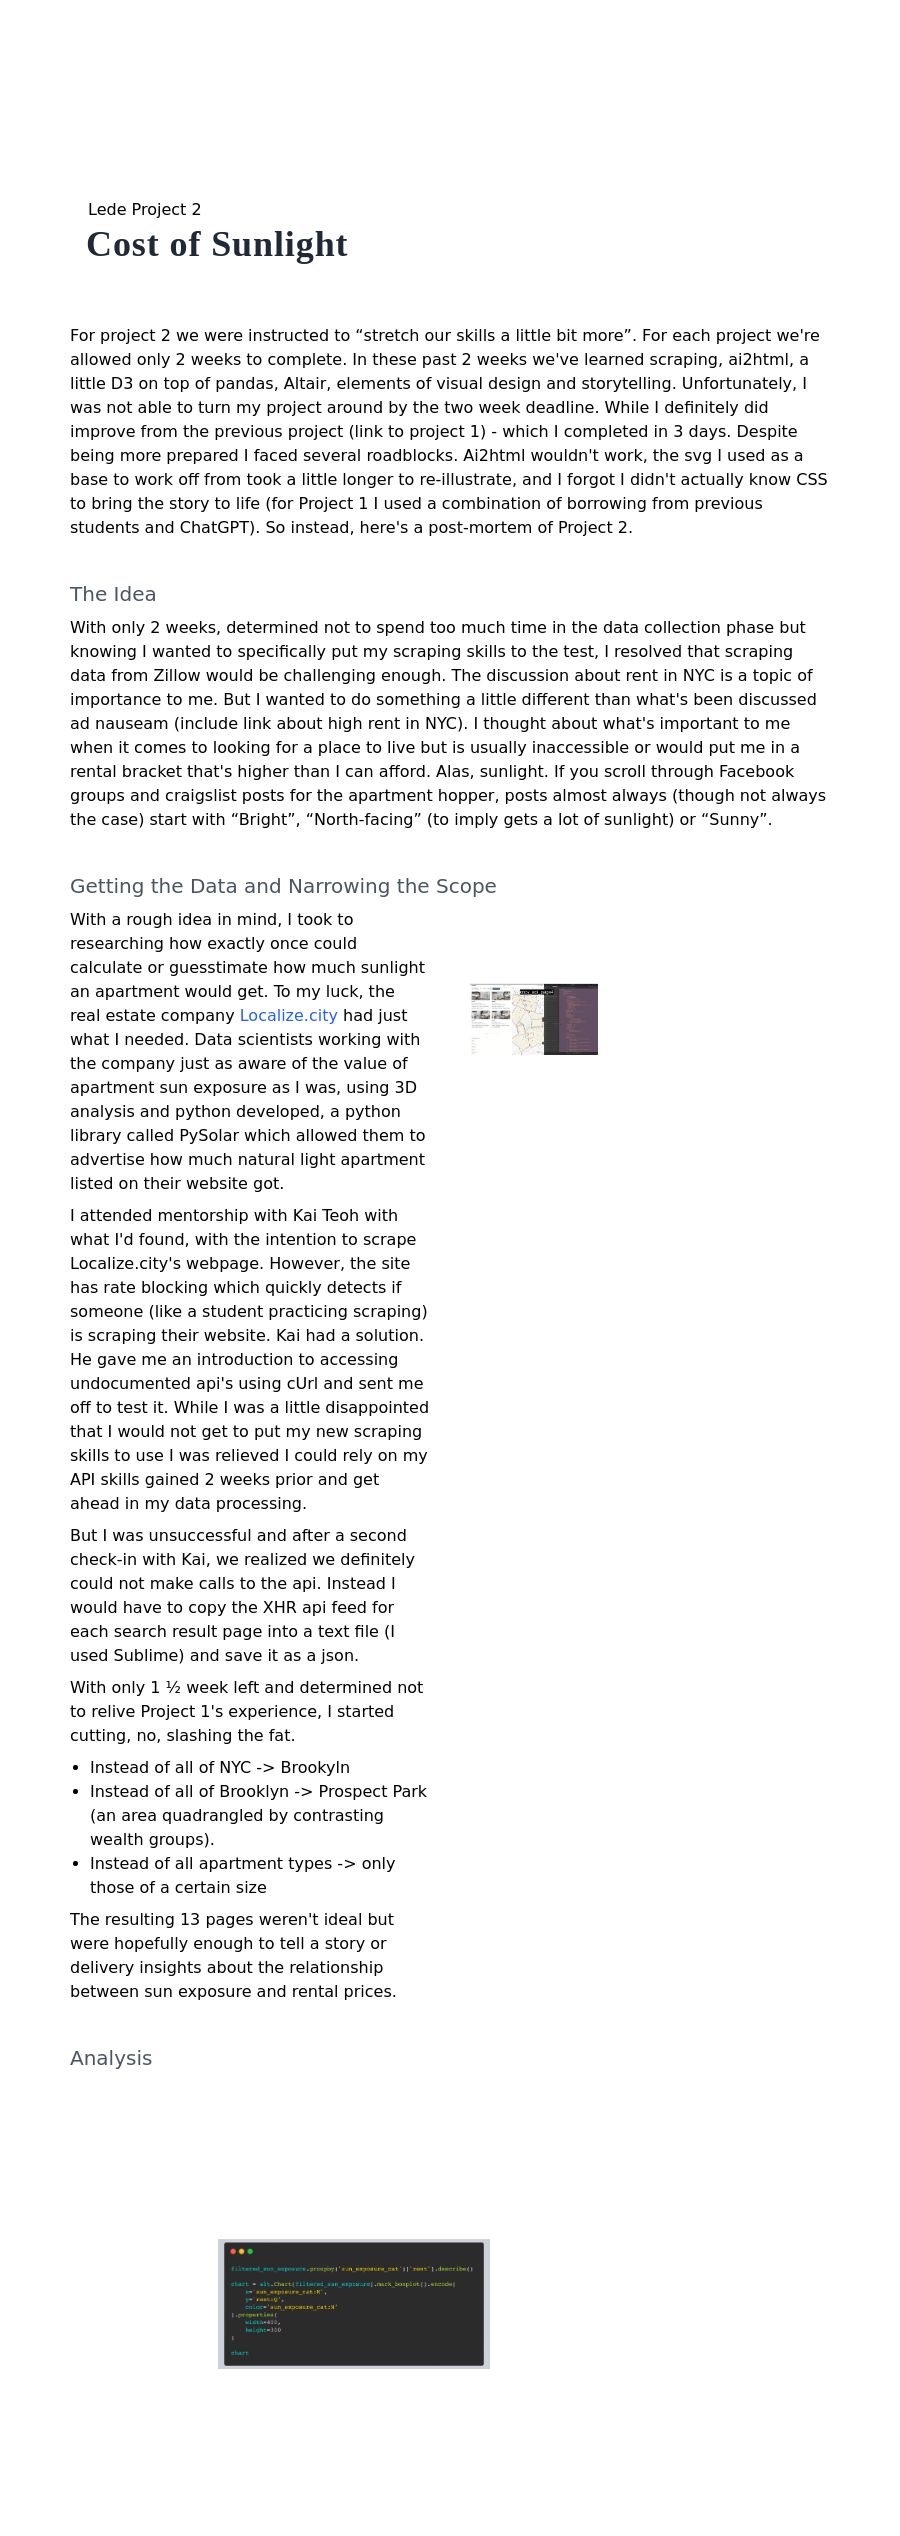 Lede Project 2
Cost of Sunlight
For project 2 we were instructed to “stretch our skills a little bit more”. For each project we're
allowed only 2 weeks to complete. In these past 2 weeks we've learned scraping, ai2html, a
little D3 on top of pandas, Altair, elements of visual design and storytelling. Unfortunately, I
was not able to turn my project around by the two week deadline. While I definitely did
improve from the previous project (link to project 1) - which I completed in 3 days. Despite
being more prepared I faced several roadblocks. Ai2html wouldn't work, the svg I used as a
base to work off from took a little longer to re-illustrate, and I forgot I didn't actually know CSS
to bring the story to life (for Project 1 I used a combination of borrowing from previous
students and ChatGPT). So instead, here's a post-mortem of Project 2.
The Idea
With only 2 weeks, determined not to spend too much time in the data collection phase but
knowing I wanted to specifically put my scraping skills to the test, I resolved that scraping
data from Zillow would be challenging enough. The discussion about rent in NYC is a topic of
importance to me. But I wanted to do something a little different than what's been discussed
ad nauseam (include link about high rent in NYC). I thought about what's important to me
when it comes to looking for a place to live but is usually inaccessible or would put me in a
rental bracket that's higher than I can afford. Alas, sunlight. If you scroll through Facebook
groups and craigslist posts for the apartment hopper, posts almost always (though not always
the case) start with “Bright”, “North-facing” (to imply gets a lot of sunlight) or “Sunny”.
Getting the Data and Narrowing the Scope
With a rough idea in mind, I took to
researching how exactly once could
calculate or guesstimate how much sunlight
an apartment would get. To my luck, the
real estate company Localize.city had just
what I needed. Data scientists working with
the company just as aware of the value of
apartment sun exposure as I was, using 3D
analysis and python developed, a python
library called PySolar which allowed them to
advertise how much natural light apartment
listed on their website got.
I attended mentorship with Kai Teoh with
what I'd found, with the intention to scrape
Localize.city's webpage. However, the site
has rate blocking which quickly detects if
someone (like a student practicing scraping)
is scraping their website. Kai had a solution.
He gave me an introduction to accessing
undocumented api's using cUrl and sent me
off to test it. While I was a little disappointed
that I would not get to put my new scraping
skills to use I was relieved I could rely on my
API skills gained 2 weeks prior and get
ahead in my data processing.
But I was unsuccessful and after a second
check-in with Kai, we realized we definitely
could not make calls to the api. Instead I
would have to copy the XHR api feed for
each search result page into a text file (I
used Sublime) and save it as a json.
With only 1 ½ week left and determined not
to relive Project 1's experience, I started
cutting, no, slashing the fat.
• Instead of all of NYC -> Brookyln
• Instead of all of Brooklyn -> Prospect Park
(an area quadrangled by contrasting
wealth groups).
• Instead of all apartment types -> only
those of a certain size
The resulting 13 pages weren't ideal but
were hopefully enough to tell a story or
delivery insights about the relationship
between sun exposure and rental prices.
Analysis
filtered_sun_exposure.groupby('sun_exposure_cat')['rent'].describe()
chart = alt.Chart(filtered_sun_exposure).mark_boxplot().encode(
x='sun_exposure_cat:N',
y='rent:Q',
color='sun_exposure_cat:N'
).properties(
width=400,
height=300
)
chart